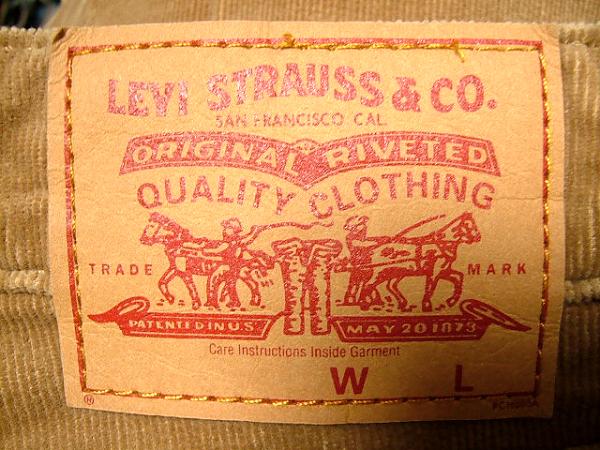 LEVI STRAUSS & CO.
SAN FRANCISCO CAL.
ORIGINAL RIVETED
QUALITY CLOTHING
TRADE MARK
PATENTED IN U.S. MAY 20 1873
Care Instructions Inside Garment
W L